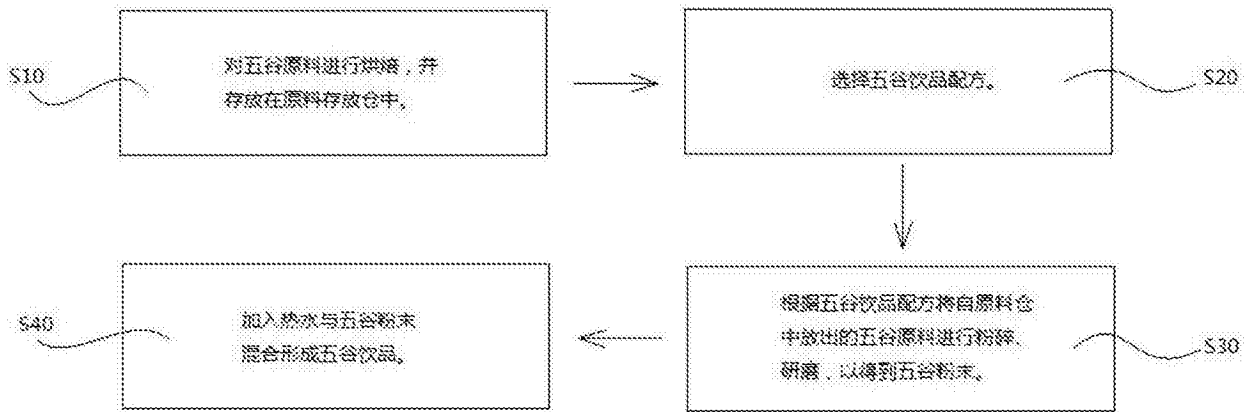 S10
对五谷原料进行烘焙，并
存放在原料存放仓中。
选择五谷饮品配方。
S20
根据五谷饮品配方将自原料仓
中放出的五谷原料进行粉碎、
研磨，以得到五谷粉末。
S30
加入热水与五谷粉末
混合形成五谷饮品。
S40